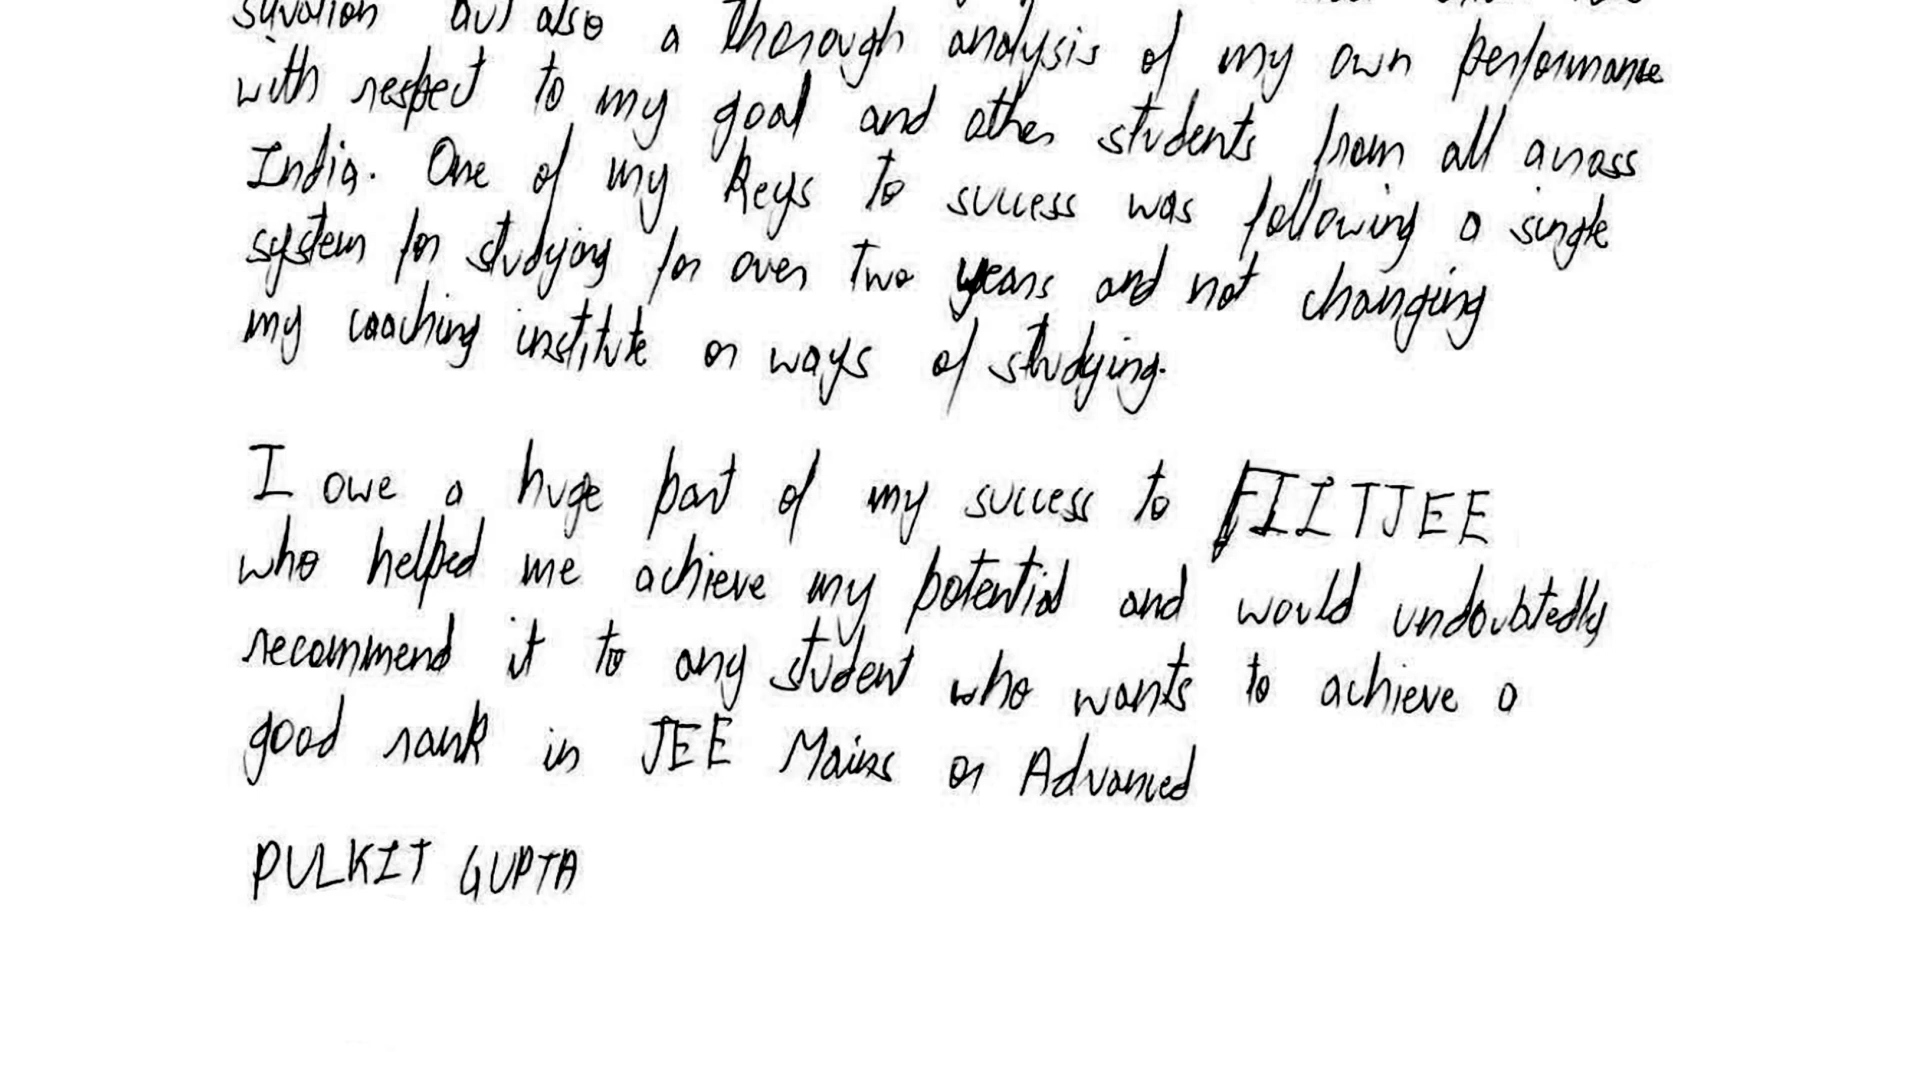 situation but also a thorough analysis of my own performance
with respect to my goal and other students from all across
India. One of my keys to success was following a single
system for studying for over two years and not changing
my coaching institute or ways of studying.
I owe a huge part of my success to FIITJEE
who helped me achieve my potential and would undoubtedly
recommend it to any student who wants to achieve a
good rank in JEE Mains or Advanced
PULKIT GUPTA